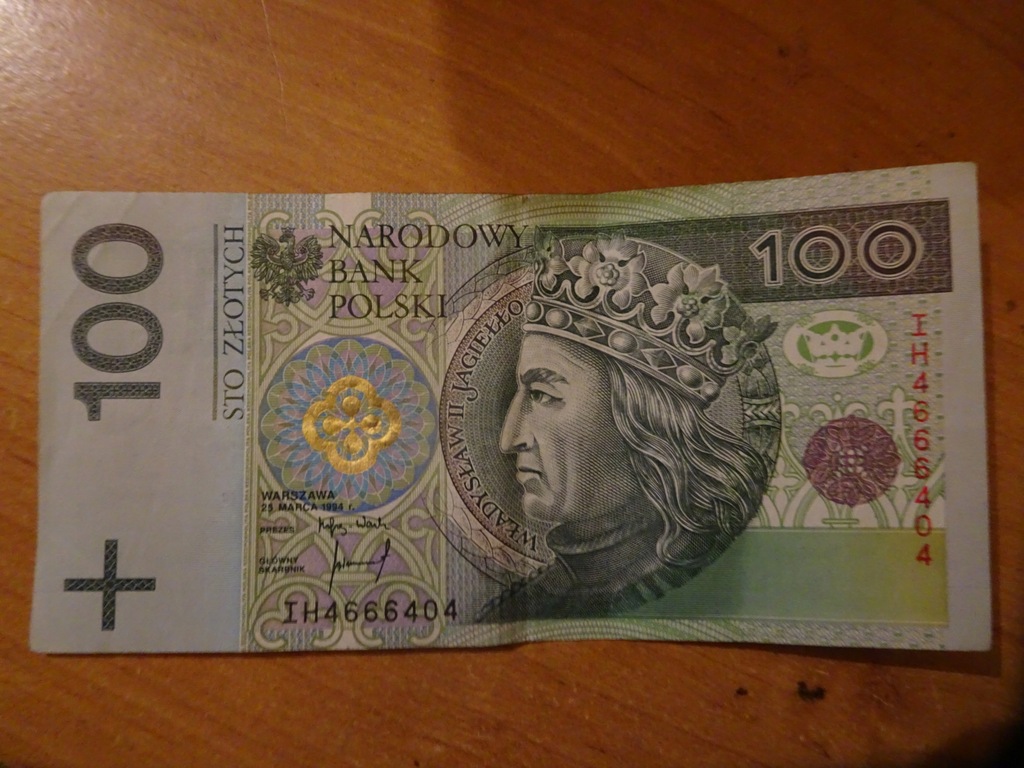 100
STO ZŁOTYCH
NARODOWY
BANK
POLSKI
100
WŁADYSŁAW II JAGIEŁŁO
IH4666404
WARSZAWA
25 MARCA 1994 r.
PREZES
GŁÓWNY
SKARBNIK
IH4666404